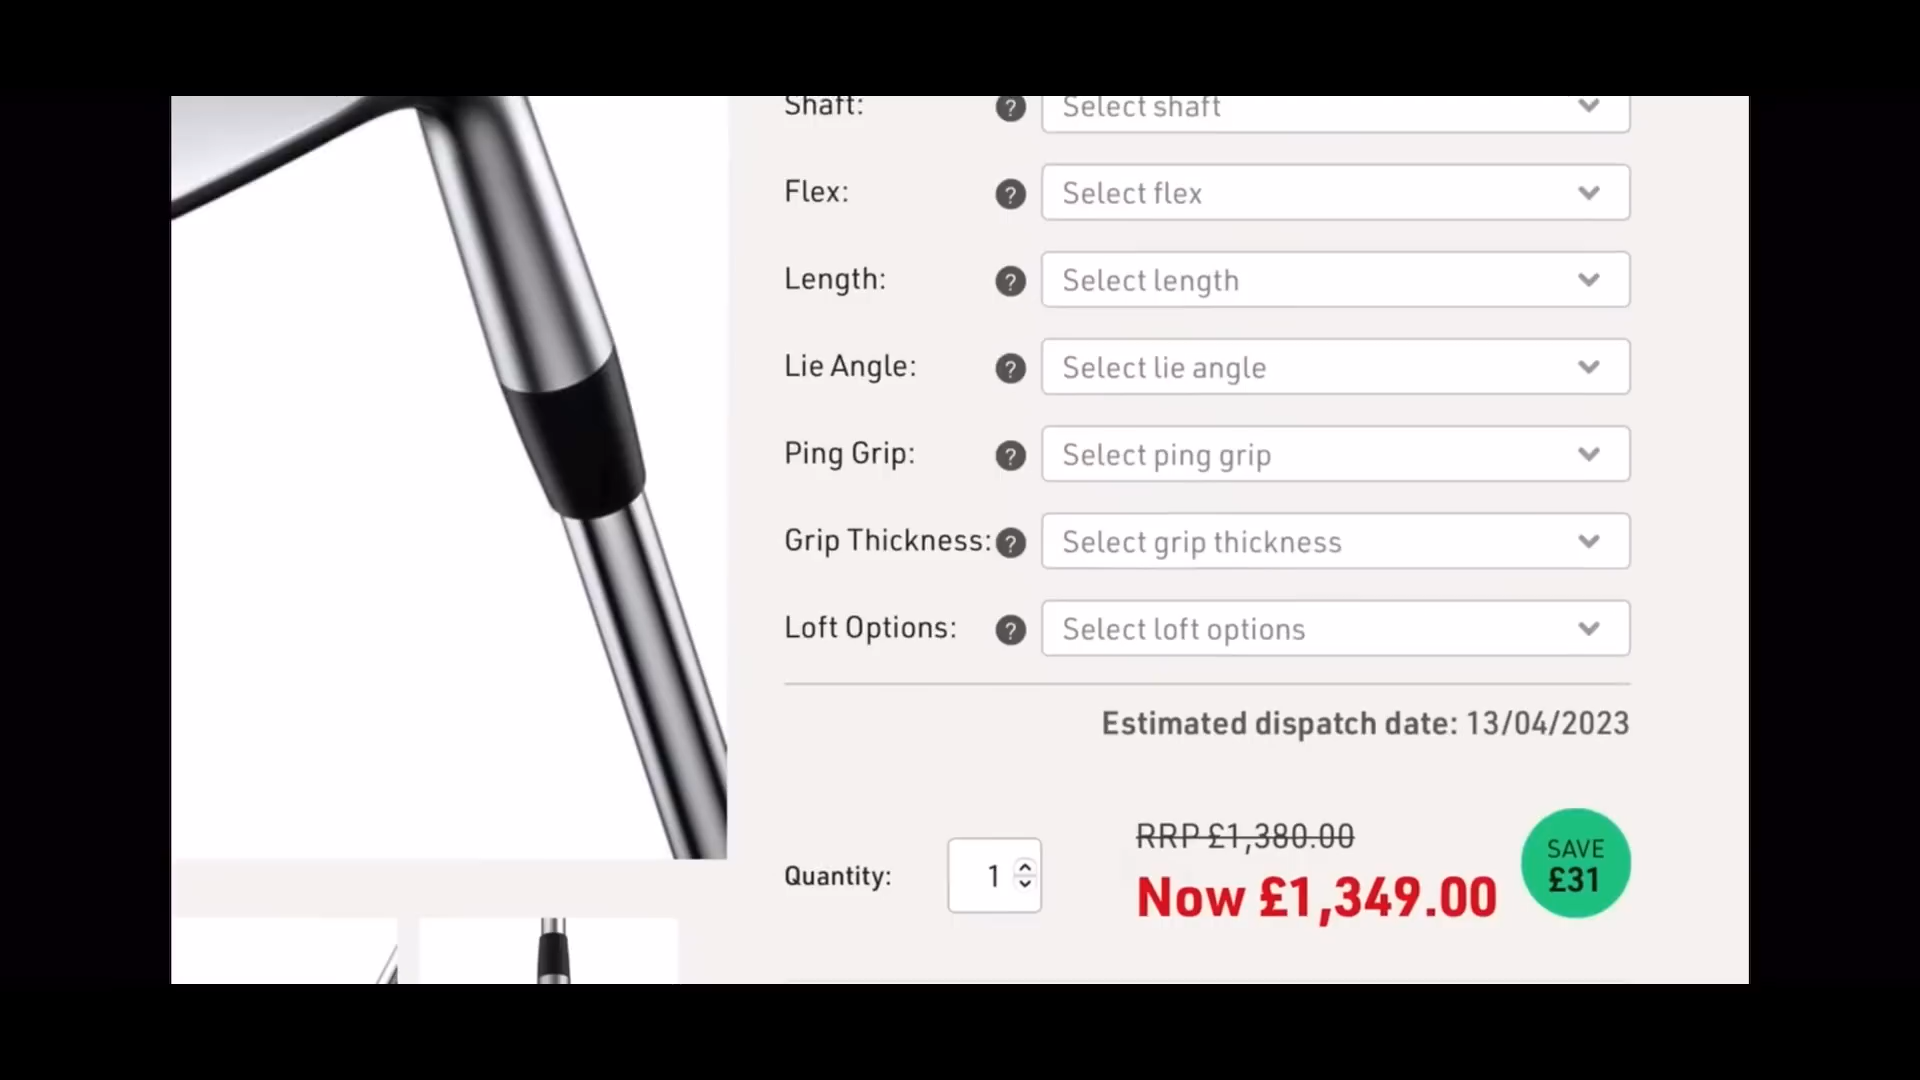 Shaft: ? Select shaft
Flex: ? Select flex
Length: ? Select length
Lie Angle: ? Select lie angle
Ping Grip: ? Select ping grip
Grip Thickness: ? Select grip thickness
Loft Options: ? Select loft options
Estimated dispatch date: 13/04/2023
Quantity: 1
RRP £1,380.00
Now £1,349.00
SAVE
£31